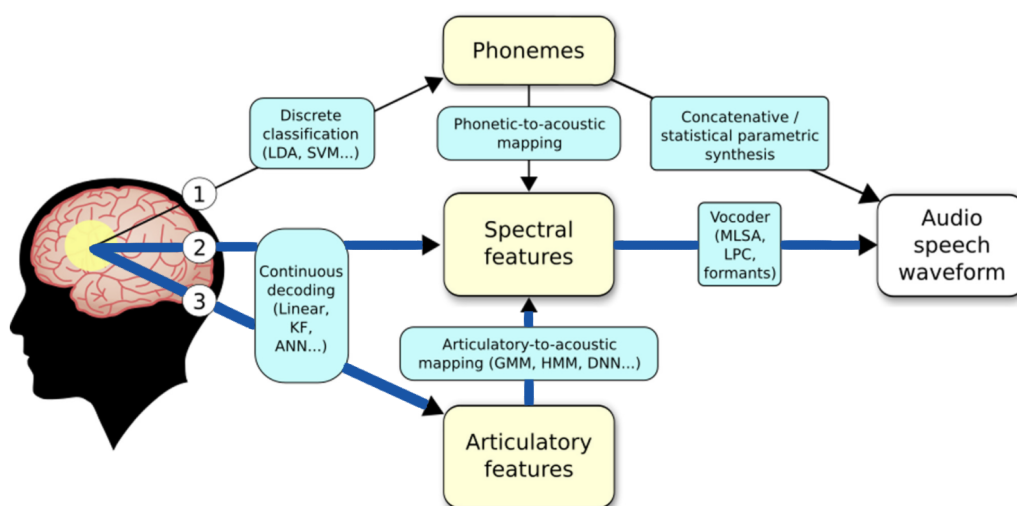 Phonemes
Discrete
classification
(LDA, SVM...)
Phonetic-to-acoustic
mapping
Concatenative /
statistical parametric
synthesis
1
2
3
Continuous
decoding
(Linear,
KF,
ANN...)
Spectral
features
Vocoder
(MLSA,
LPC,
formants)
Audio
speech
waveform
Articulatory-to-acoustic
mapping (GMM, HMM, DNN...)
Articulatory
features